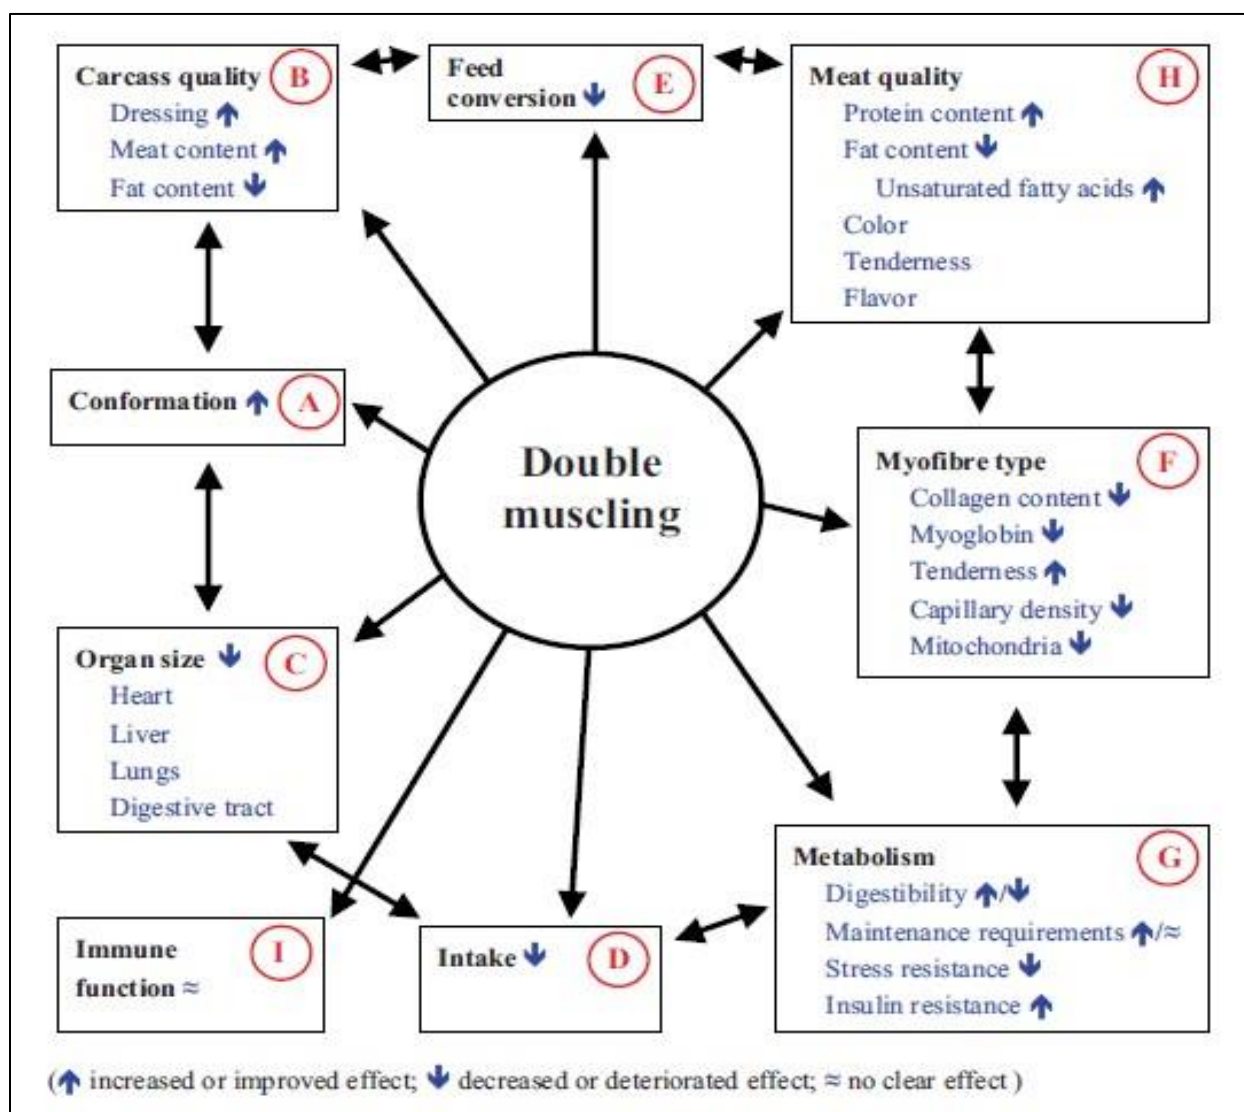 Carcass quality B
Dressing ↑
Meat content ↑
Fat content ↓
Feed
conversion ↓ E
Meat quality H
Protein content ↑
Fat content ↓
Unsaturated fatty acids ↑
Color
Tenderness
Flavor
Conformation ↑ A
Double
muscling
Myofibre type F
Collagen content ↓
Myoglobin ↓
Tenderness ↑
Capillary density ↓
Mitochondria ↓
Organ size ↓ C
Heart
Liver
Lungs
Digestive tract
Immune I
function ≈
Intake ↓ D
Metabolism G
Digestibility ↑/↓
Maintenance requirements ↑/≈
Stress resistance ↓
Insulin resistance ↑
(↑ increased or improved effect; ↓ decreased or deteriorated effect; ≈ no clear effect )